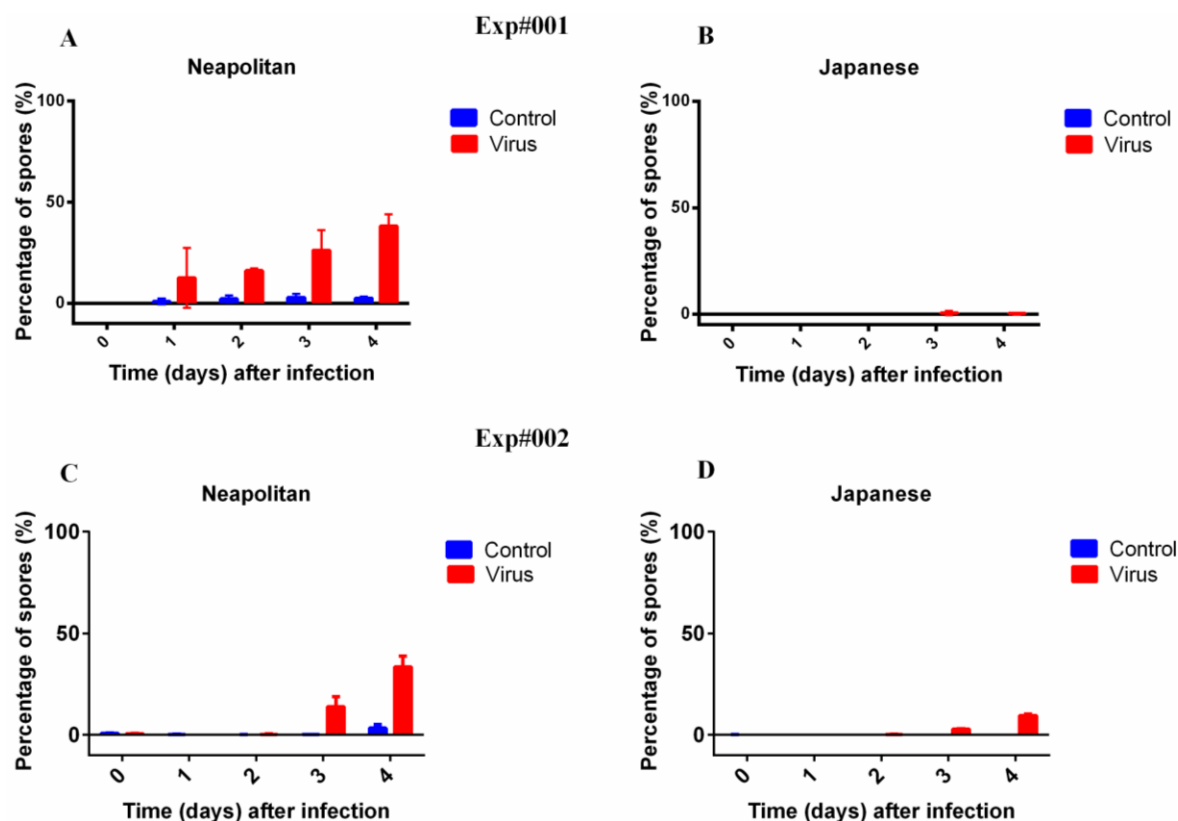 Exp#001
A
Neapolitan
Percentage of spores (%)
100
50
0
Control
Virus
0 1 2 3 4
Time (days) after infection
B
Japanese
Percentage of spores (%)
100
50
0
Control
Virus
0 1 2 3 4
Time (days) after infection
Exp#002
C
Neapolitan
Percentage of spores (%)
100
50
0
Control
Virus
0 1 2 3 4
Time (days) after infection
D
Japanese
Percentage of spores (%)
100
50
0
Control
Virus
0 1 2 3 4
Time (days) after infection